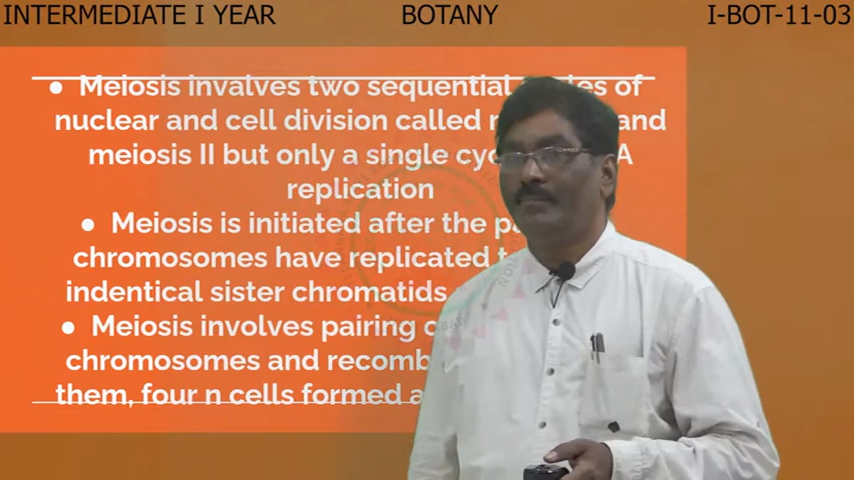 INTERMEDIATE I YEAR BOTANY I-BOT-11-03
● Meiosis invalves two sequential of
nuclear and cell division called and
meiosis II but only a single
replication
● Meiosis is initiated after the
chromosomes have replicated
indentical sister chromatids
● Meiosis involves pairing
chromosomes and
them, four n cells formed